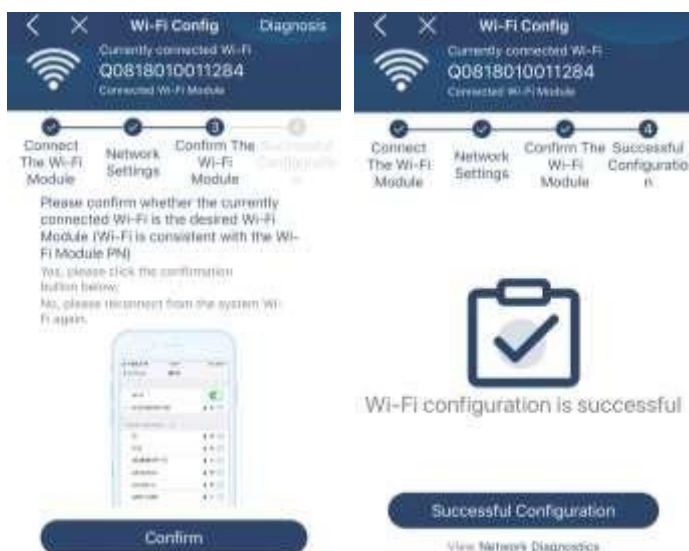 Wi-Fi Config Diagnosis
Currently connected Wi-Fi
Q0818010011284
Connected Wi-Fi Module
3 4
Connect The Wi-Fi Module
Network Settings
Confirm The Wi-Fi Module
Successful Configuration
Please confirm whether the currently
connected Wi-Fi is the desired Wi-Fi
Module (Wi-Fi is consistent with the Wi-
Fi Module PN)
Yes, please click the confirmation
button below.
No, please reconnect from the system Wi-
Fi again.
Confirm
Wi-Fi Config
Currently connected Wi-Fi
Q0818010011284
Connected Wi-Fi Module
4
Connect The Wi-Fi Module
Network Settings
Confirm The Wi-Fi Module
Successful Configuratio
n
Wi-Fi configuration is successful
Successful Configuration
View Network Diagnostics